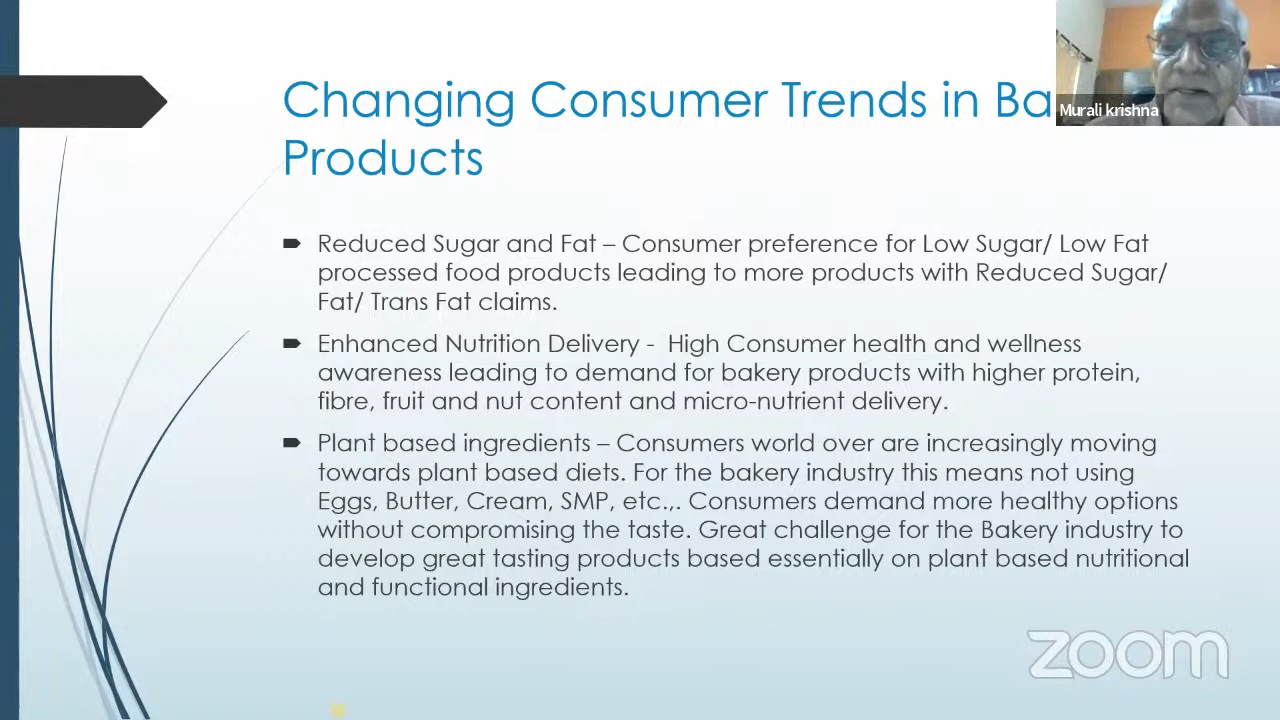 Changing Consumer Trends in Ba
Products
Murali krishna
Reduced Sugar and Fat – Consumer preference for Low Sugar/ Low Fat
processed food products leading to more products with Reduced Sugar/
Fat/ Trans Fat claims.
Enhanced Nutrition Delivery -  High Consumer health and wellness
awareness leading to demand for bakery products with higher protein,
fibre, fruit and nut content and micro-nutrient delivery.
Plant based ingredients – Consumers world over are increasingly moving
towards plant based diets. For the bakery industry this means not using
Eggs, Butter, Cream, SMP, etc.,. Consumers demand more healthy options
without compromising the taste. Great challenge for the Bakery industry to
develop great tasting products based essentially on plant based nutritional
and functional ingredients.
zoom